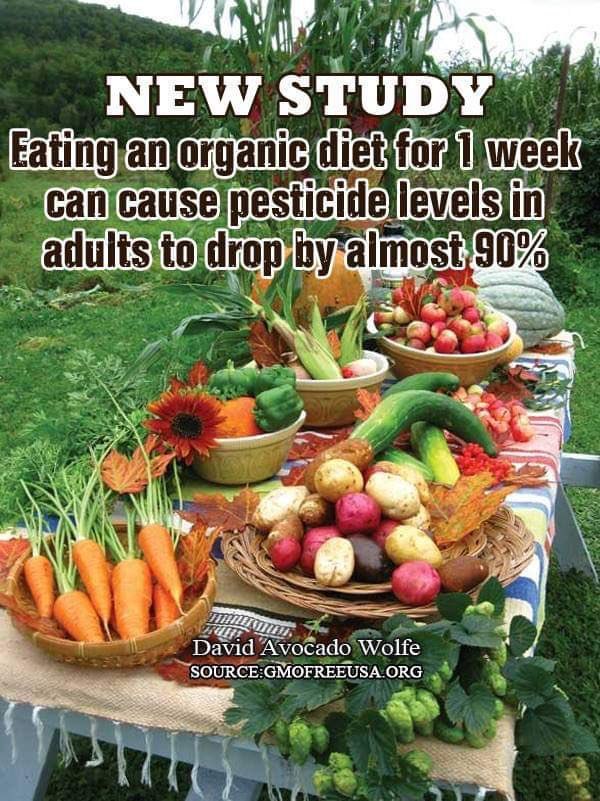 NEW STUDY
Eating an organic diet for 1 week
can cause pesticide levels in
adults to drop by almost 90%
David Avocado Wolfe
SOURCE:GMOFREEUSA.ORG